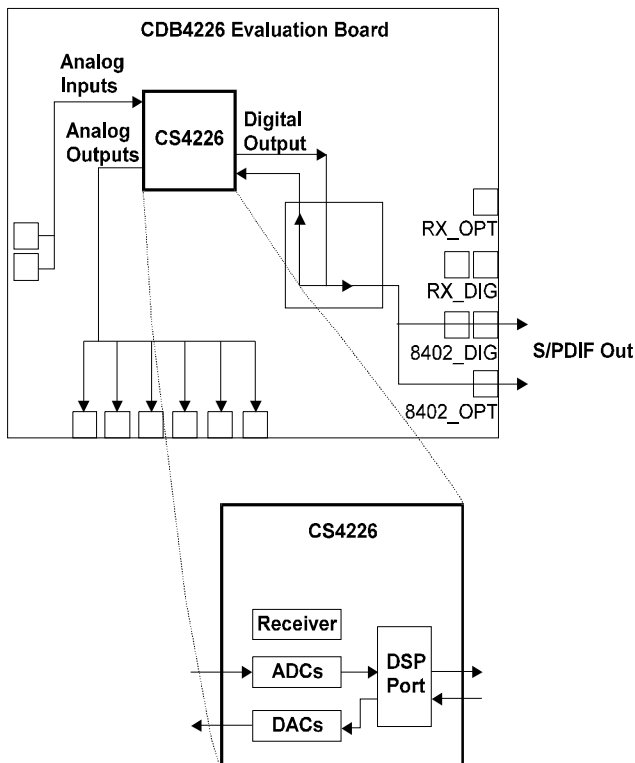 CDB4226 Evaluation Board
Analog
Inputs
Analog
Outputs
CS4226
Digital
Output
RX_OPT
RX_DIG
8402_DIG
S/PDIF Out
8402_OPT
CS4226
Receiver
ADCs
DSP
Port
DACs